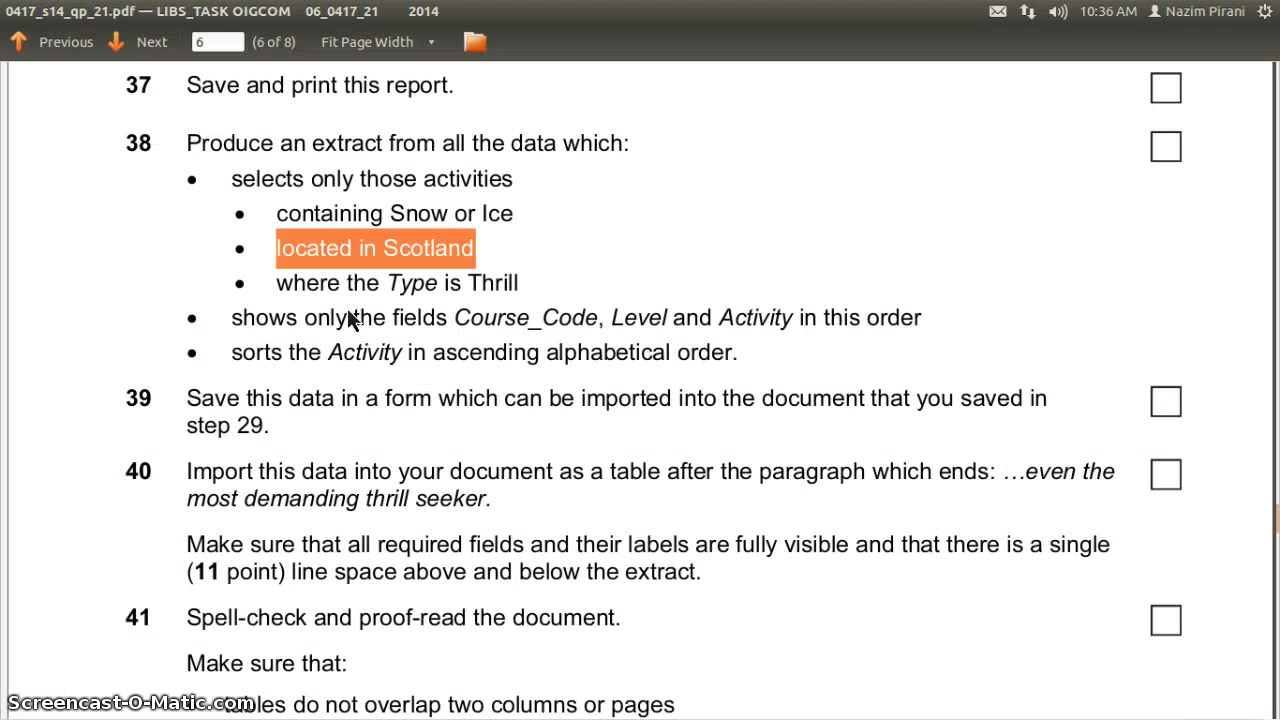 0417_s14_qp_21.pdf — LIBS_TASK OIGCOM 06_0417_21 2014 10:36 AM Nazim Pirani
Previous Next 6 (6 of 8) Fit Page Width
37 Save and print this report.
38 Produce an extract from all the data which:
• selects only those activities
• containing Snow or Ice
• located in Scotland
• where the Type is Thrill
• shows only the fields Course_Code, Level and Activity in this order
• sorts the Activity in ascending alphabetical order.
39 Save this data in a form which can be imported into the document that you saved in
step 29.
40 Import this data into your document as a table after the paragraph which ends: …even the
most demanding thrill seeker.
Make sure that all required fields and their labels are fully visible and that there is a single
(11 point) line space above and below the extract.
41 Spell-check and proof-read the document.
Make sure that:
tables do not overlap two columns or pages
Screencast-O-Matic.com